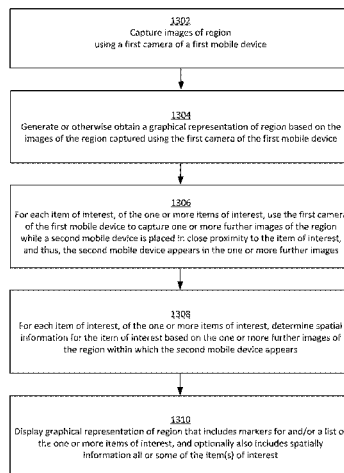 1302
Capture images of region
using a first camera of a first mobile device
1304
Generate or otherwise obtain a graphical representation of region based on the
images of the region captured using the first camera of the first mobile device
1306
For each item of interest, of the one or more items of interest, use the first camera
of the first mobile device to capture one or more further images of the region
while a second mobile device is placed in close proximity to the item of interest,
and thus, the second mobile device appears in the one or more further images
1308
For each item of interest, of the one or more items of interest, determine spatial
information for the item of interest based on the one or more further images of
the region within which the second mobile device appears
1310
Display graphical representation of region that includes markers for and/or a list of
the one or more items of interest, and optionally also includes spatially
information all or some of the item(s) of interest